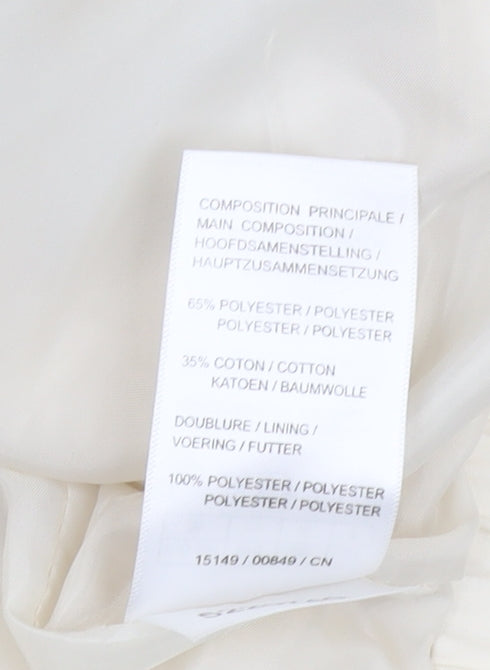 COMPOSITION PRINCIPALE /
MAIN COMPOSITION /
HOOFDSAMENSTELLING /
HAUPTZUSAMMENSETZUNG
65% POLYESTER / POLYESTER
POLYESTER / POLYESTER
35% COTON / COTTON
KATOEN / BAUMWOLLE
DOUBLURE / LINING /
VOERING / FUTTER
100% POLYESTER / POLYESTER
POLYESTER / POLYESTER
15149 / 00849 / CN